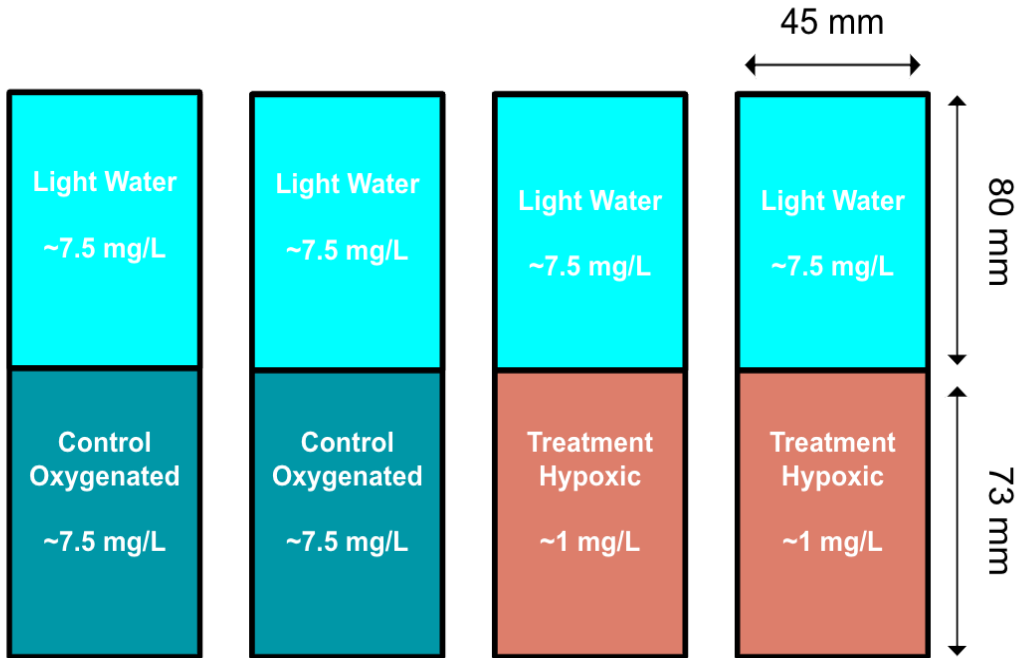 45 mm
Light Water
~7.5 mg/L
Light Water
~7.5 mg/L
Light Water
~7.5 mg/L
Light Water
~7.5 mg/L
80 mm
Control
Oxygenated
~7.5 mg/L
Control
Oxygenated
~7.5 mg/L
Treatment
Hypoxic
~1 mg/L
Treatment
Hypoxic
~1 mg/L
73 mm